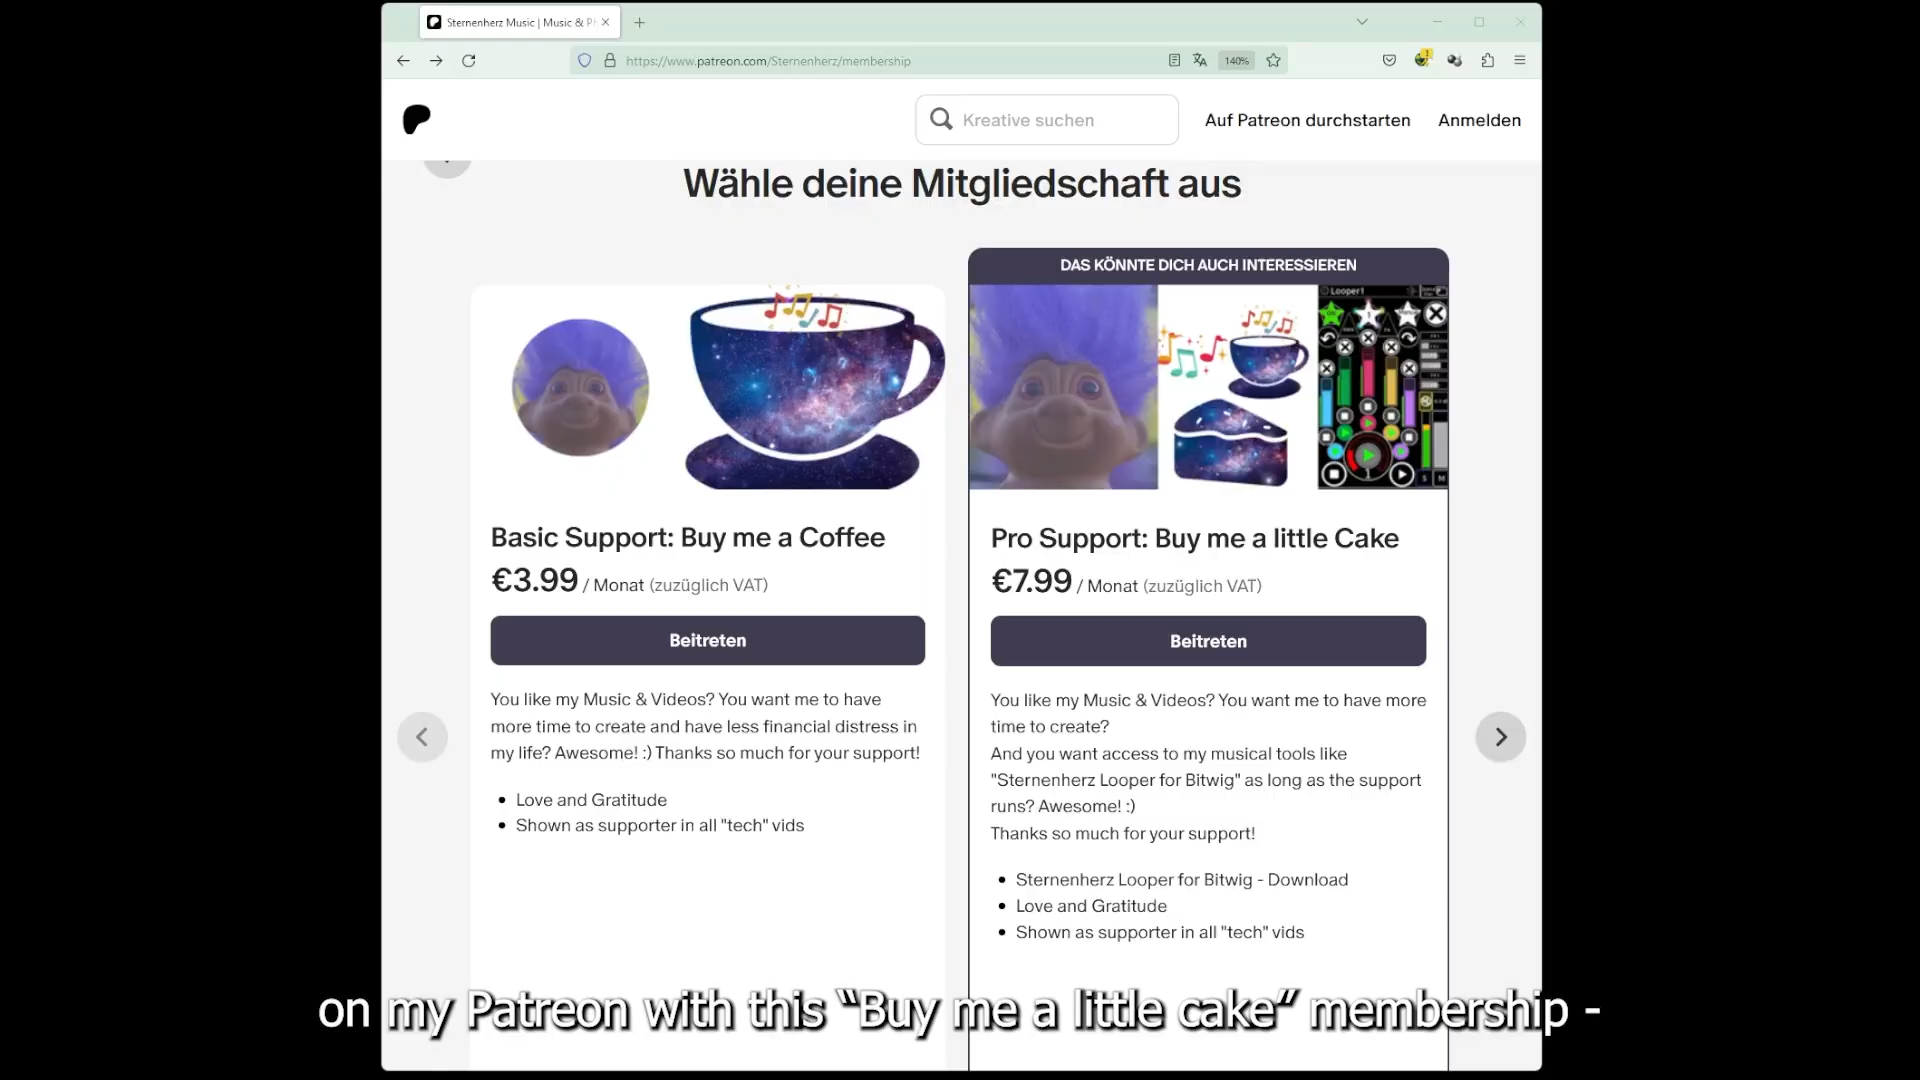 Sternenherz Music | Music & Ph
https://www.patreon.com/Sternenherz/membership
140%
Kreative suchen
Auf Patreon durchstarten
Anmelden
Wähle deine Mitgliedschaft aus
DAS KÖNNTE DICH AUCH INTERESSIEREN
Looper1
S M
Basic Support: Buy me a Coffee
€3.99 / Monat (zuzüglich VAT)
Beitreten
You like my Music & Videos? You want me to have
more time to create and have less financial distress in
my life? Awesome! :) Thanks so much for your support!
• Love and Gratitude
• Shown as supporter in all "tech" vids
Pro Support: Buy me a little Cake
€7.99 / Monat (zuzüglich VAT)
Beitreten
You like my Music & Videos? You want me to have more
time to create?
And you want access to my musical tools like
"Sternenherz Looper for Bitwig" as long as the support
runs? Awesome! :)
Thanks so much for your support!
• Sternenherz Looper for Bitwig - Download
• Love and Gratitude
• Shown as supporter in all "tech" vids
on my Patreon with this “Buy me a little cake” membership -